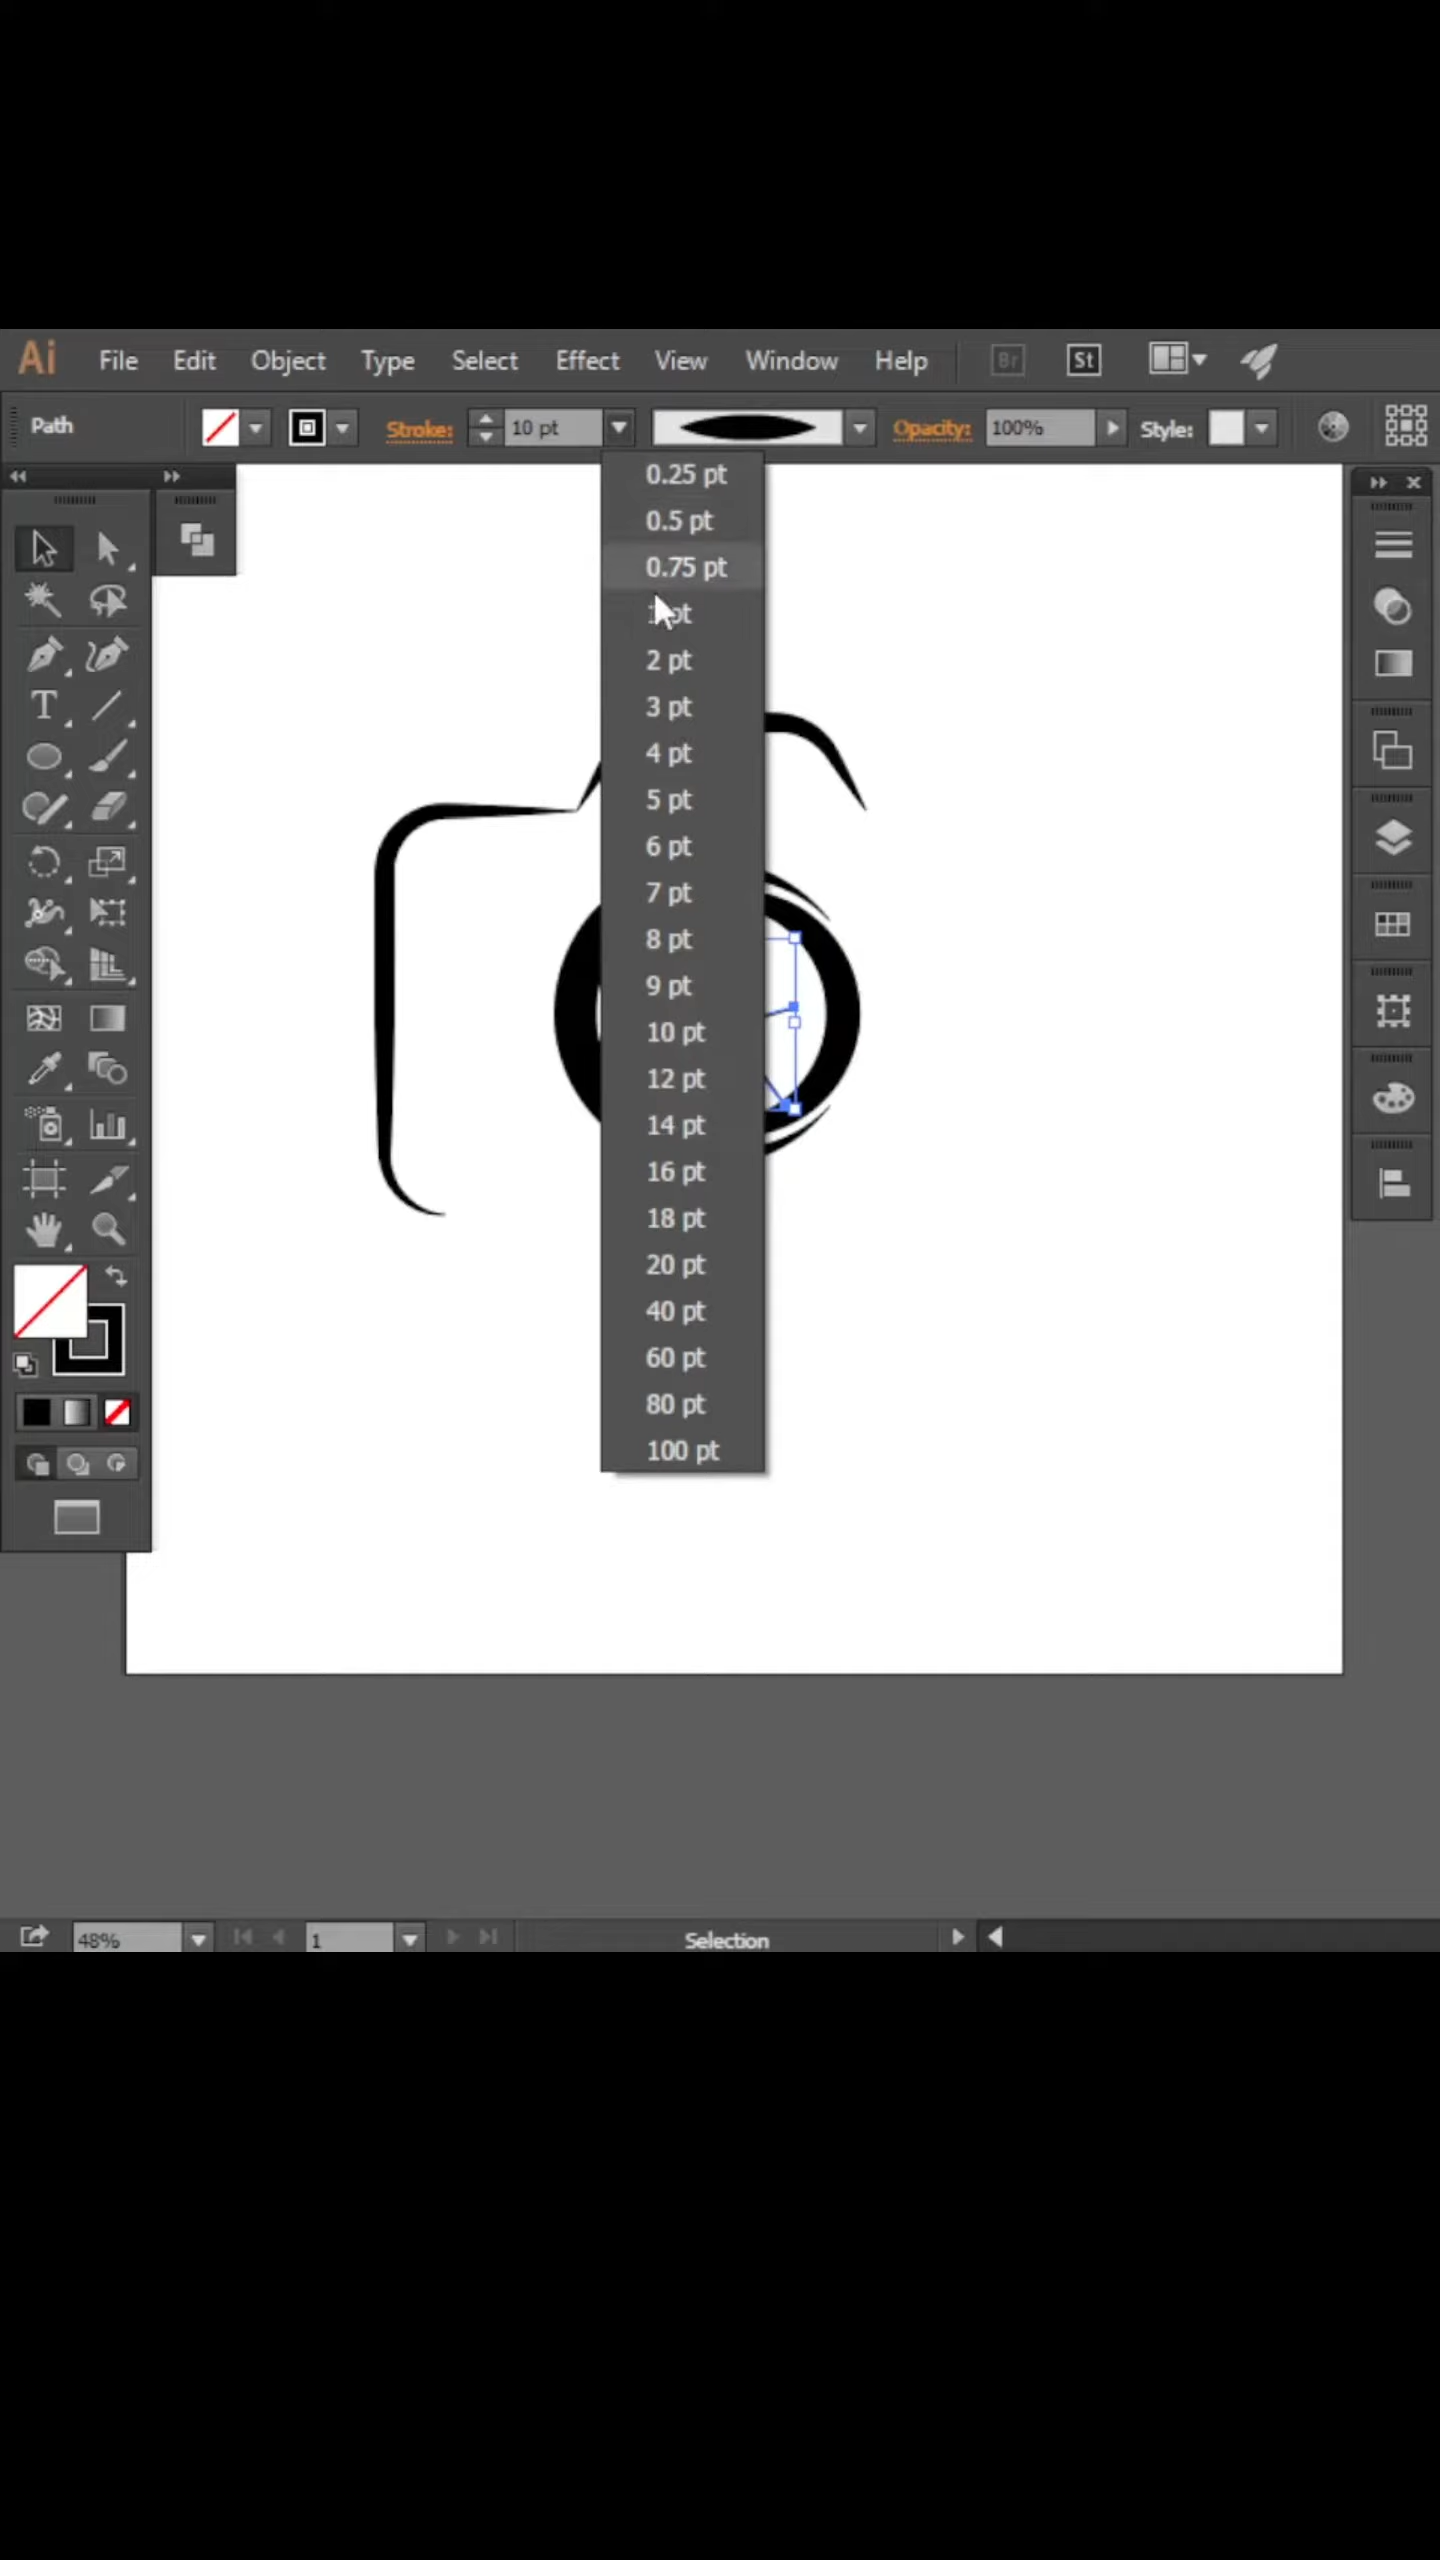 Ai File Edit Object Type Select Effect View Window Help Br St
Path Stroke: 10 pt Opacity: 100% Style:
0.25 pt
0.5 pt
0.75 pt
pt
2 pt
3 pt
4 pt
5 pt
6 pt
7 pt
8 pt
9 pt
10 pt
12 pt
14 pt
16 pt
18 pt
20 pt
40 pt
60 pt
80 pt
100 pt
48% 1 Selection